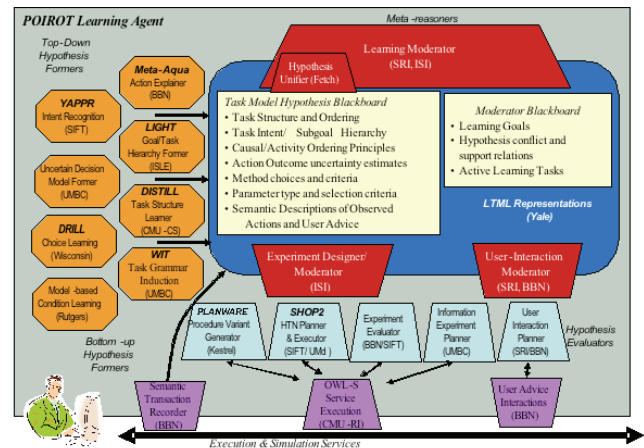 POIROT Learning Agent
Meta-reasoners
Top-Down
Hypothesis
Formers
Learning Moderator
(SRI, ISI)
Hypothesis
Unifier (Fetch)
Meta-Aqua
Action Explainer
(BBN)
YAPPR
Intent Recognition
(SIFT)
LIGHT
Goal/Task
Hierarchy Former
(ISLE)
Uncertain Decision
Model Former
(UMBC)
DISTILL
Task Structure
Learner
(CMU -CS)
DRILL
Choice Learning
(Wisconsin)
WIT
Task Grammar
Induction
(UMBC)
Model -based
Condition Learning
(Rutgers)
Bottom -up
Hypothesis
Formers
Task Model Hypothesis Blackboard
• Task Structure and Ordering
• Task Intent/ Subgoal Hierarchy
• Causal/Activity Ordering Principles
• Action Outcome uncertainty estimates
• Method choices and criteria
• Parameter type and selection criteria
• Semantic Descriptions of Observed
Actions and User Advice
Moderator Blackboard
• Learning Goals
• Hypothesis conflict and
support relations
• Active Learning Tasks
LTML Representations
(Yale)
Experiment Designer/
Moderator
(ISI)
User-Interaction
Moderator
(SRI, BBN)
PLANWARE
Procedure Variant
Generator
(Kestrel)
SHOP2
HTN Planner
& Executor
(SIFT/ UMd )
Experiment
Evaluator
(BBN/SIFT)
Information
Experiment
Planner
(UMBC)
User
Interaction
Planner
(SRI/BBN)
Hypothesis
Evaluators
Semantic
Transaction
Recorder
(BBN)
OWL-S
Service
Execution
(CMU -RI)
User Advice
Interactions
(BBN)
Execution & Simulation Services